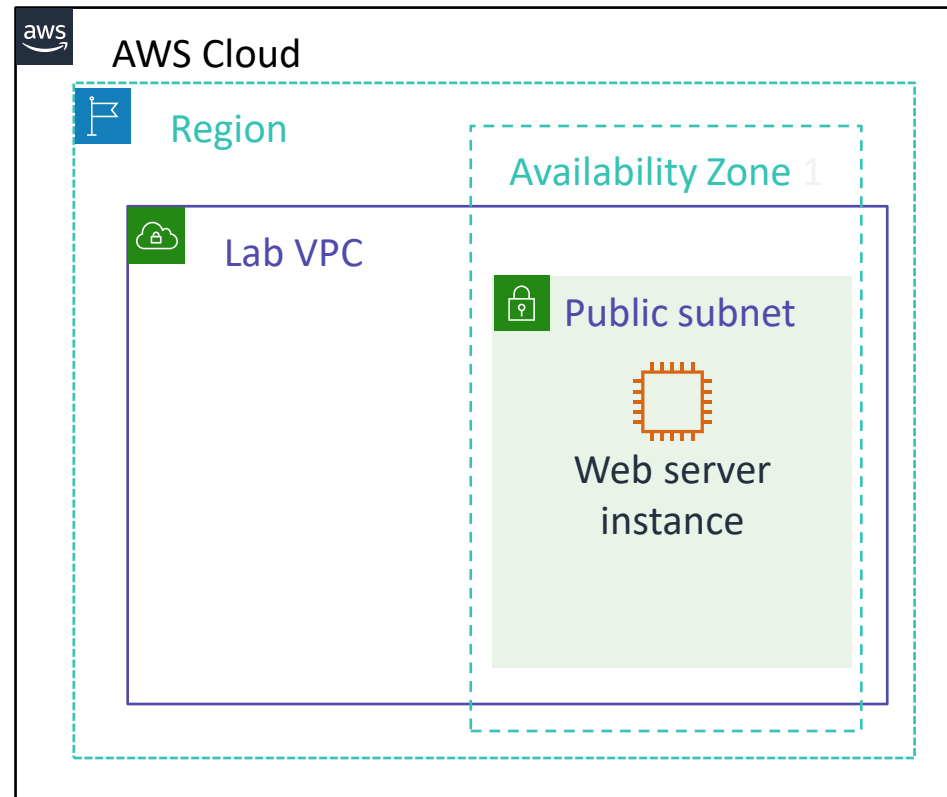 aws
AWS Cloud
Region
Availability Zone 1
Lab VPC
Public subnet
Web server
instance